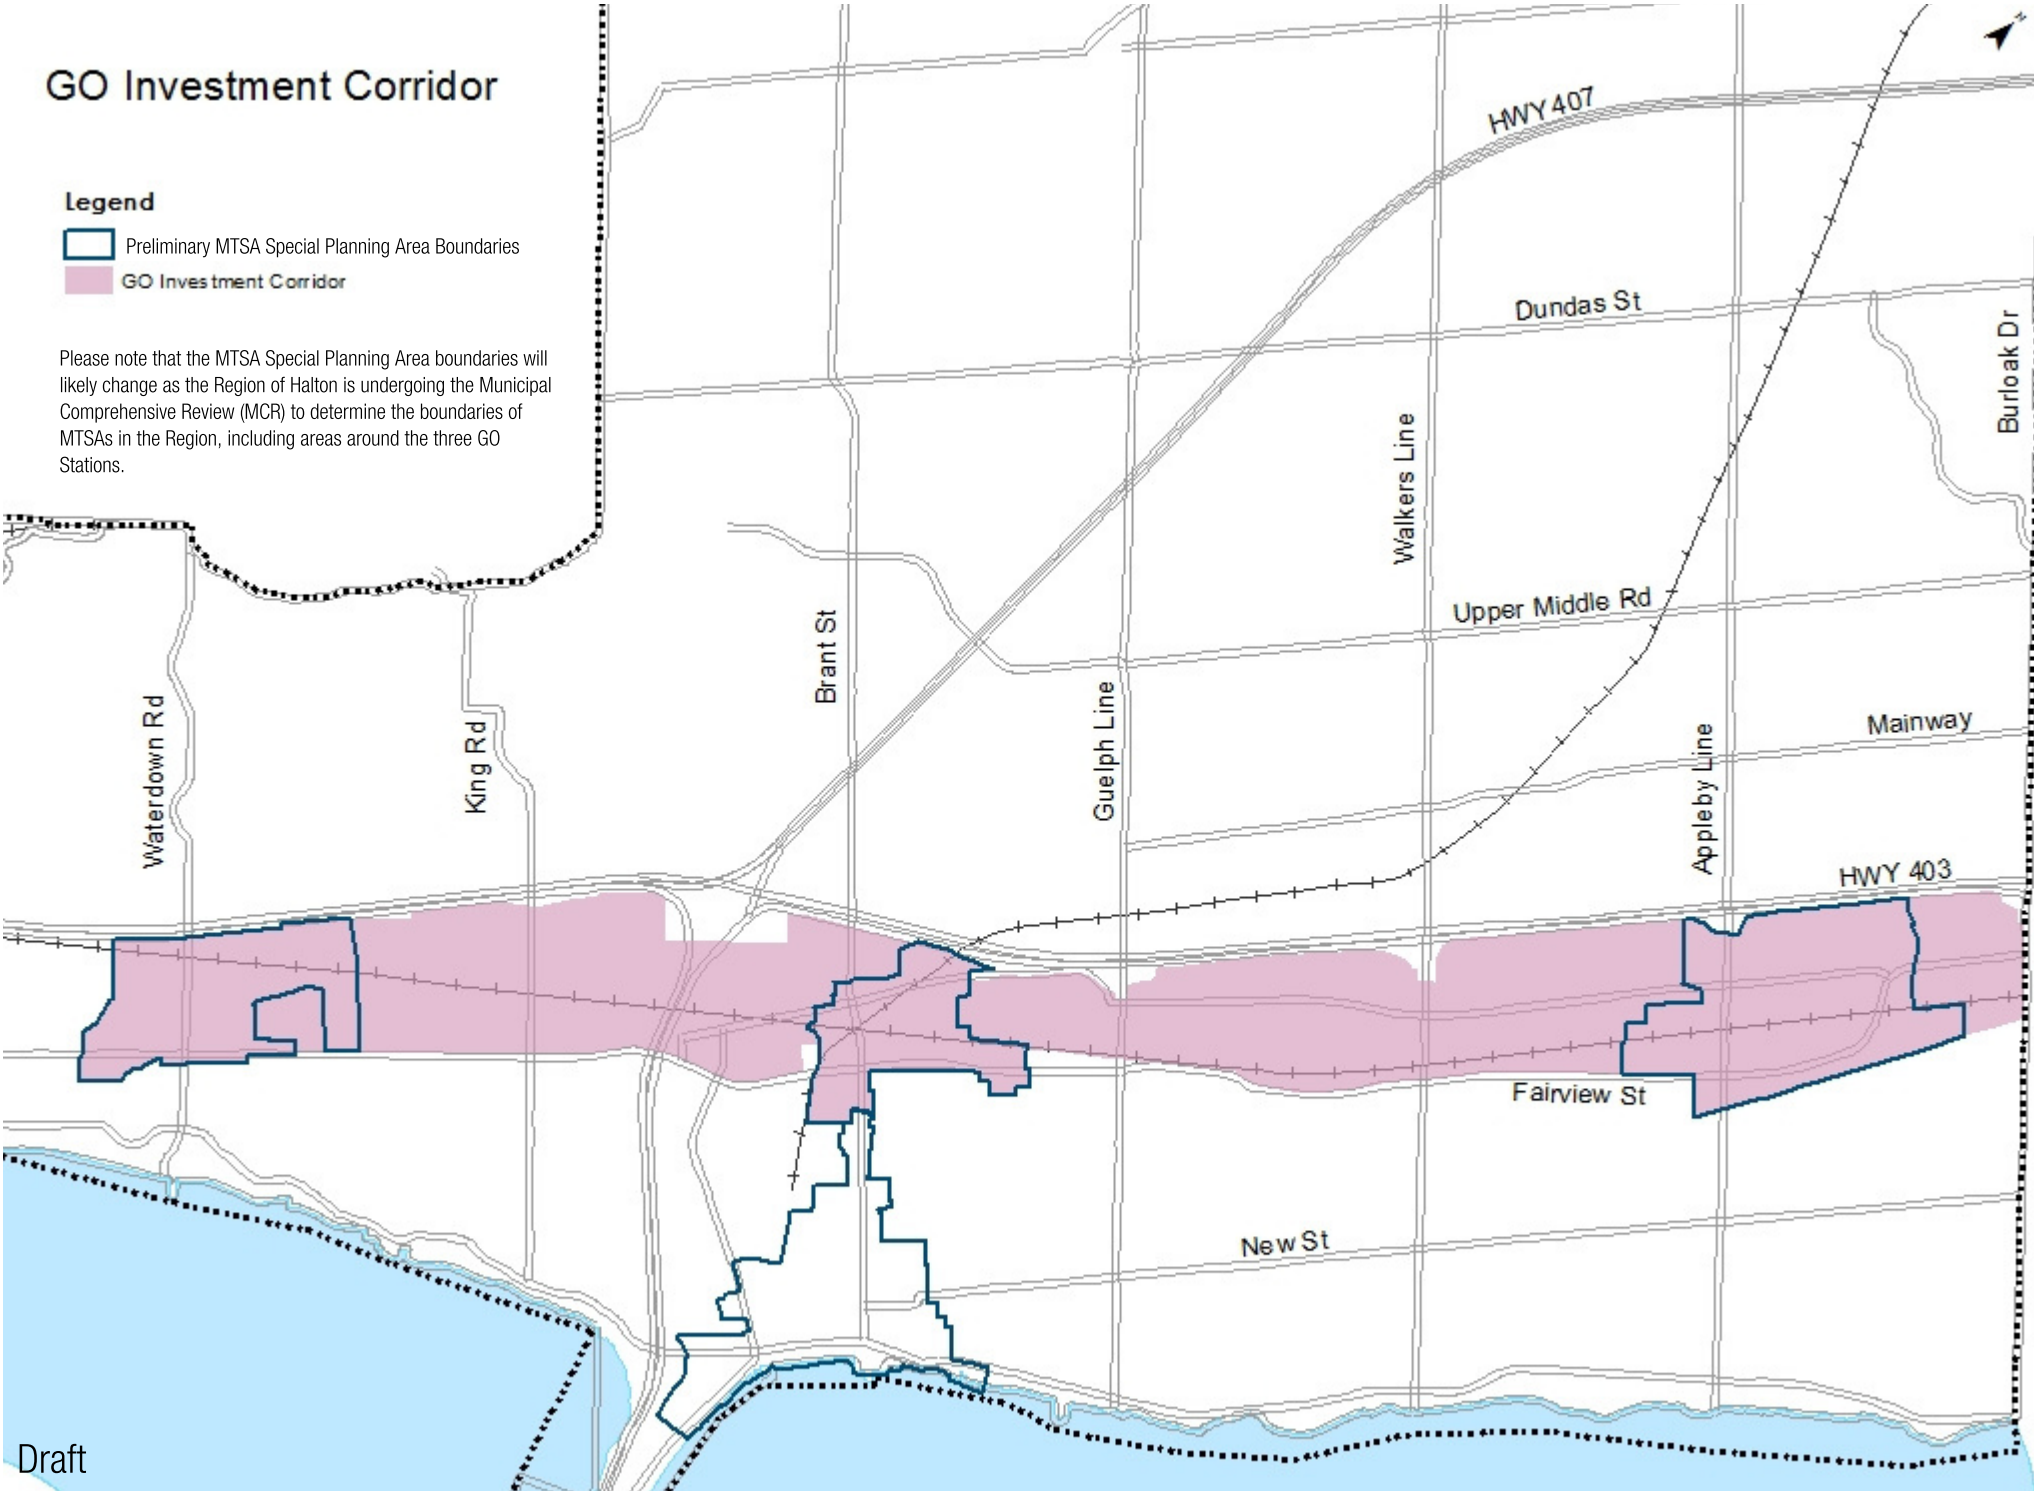 GO Investment Corridor
Legend
Preliminary MTSA Special Planning Area Boundaries
GO Investment Corridor
Please note that the MTSA Special Planning Area boundaries will
likely change as the Region of Halton is undergoing the Municipal
Comprehensive Review (MCR) to determine the boundaries of
MTSAs in the Region, including areas around the three GO
Stations.
N
HWY 407
Dundas St
Burloak Dr
Walkers Line
Upper Middle Rd
Brant St
Guelph Line
Waterdown Rd
King Rd
Mainway
Appleby Line
HWY 403
Fairview St
New St
Draft